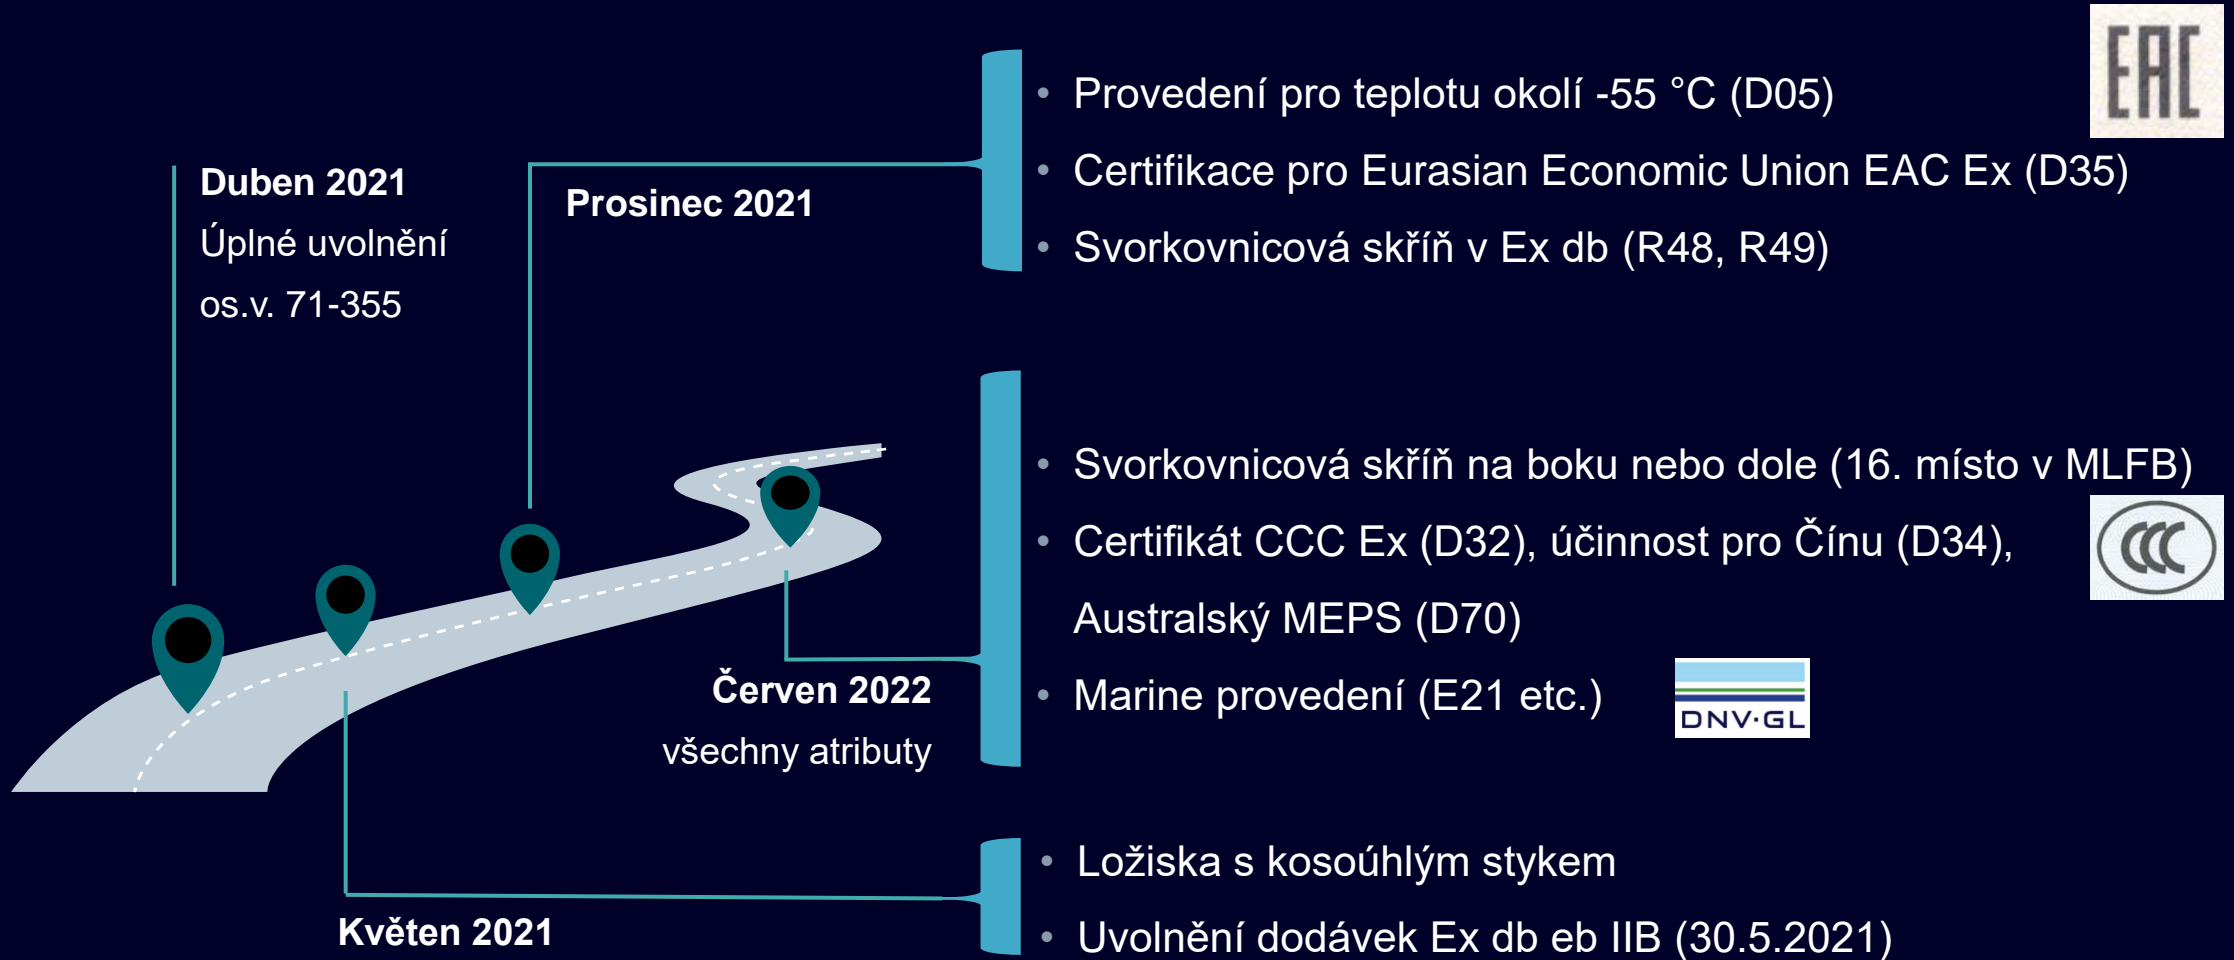 Duben 2021
Úplné uvolnění
os.v. 71-355
Prosinec 2021
• Provedení pro teplotu okolí -55 °C (D05)
• Certifikace pro Eurasian Economic Union EAC Ex (D35)
• Svorkovnicová skříň v Ex db (R48, R49)
EAC
Červen 2022
všechny atributy
• Svorkovnicová skříň na boku nebo dole (16. místo v MLFB)
• Certifikát CCC Ex (D32), účinnost pro Čínu (D34),
Australský MEPS (D70)
• Marine provedení (E21 etc.)
CCC
DNV·GL
Květen 2021
• Ložiska s kosoúhlým stykem
• Uvolnění dodávek Ex db eb IIB (30.5.2021)